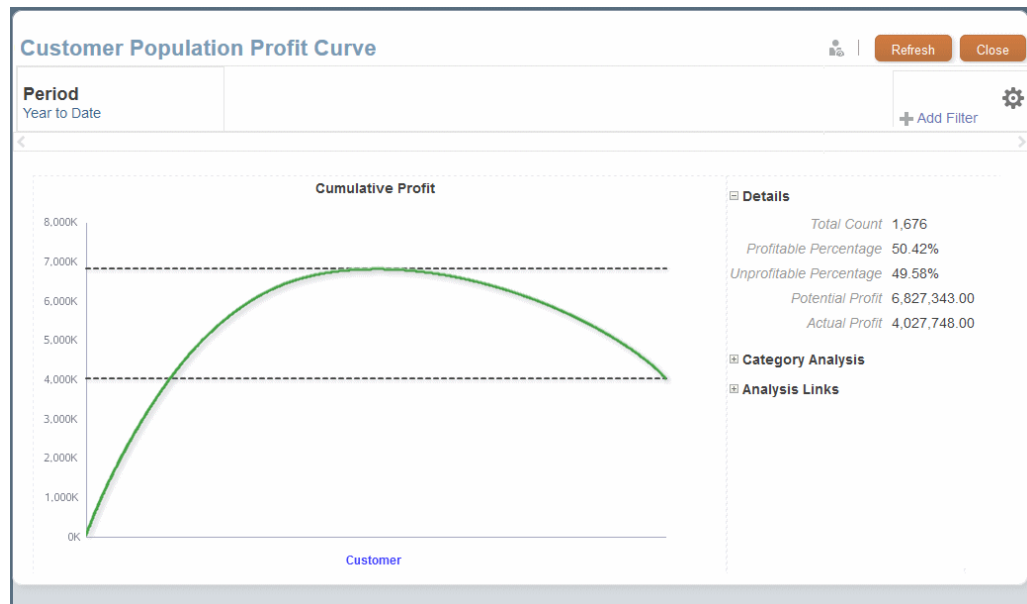 Customer Population Profit Curve
Refresh
Close
Period
Year to Date
Add Filter
Cumulative Profit
8,000K
7,000K
6,000K
5,000K
4,000K
3,000K
2,000K
1,000K
0K
Customer
Details
Total Count 1,676
Profitable Percentage 50.42%
Unprofitable Percentage 49.58%
Potential Profit 6,827,343.00
Actual Profit 4,027,748.00
Category Analysis
Analysis Links